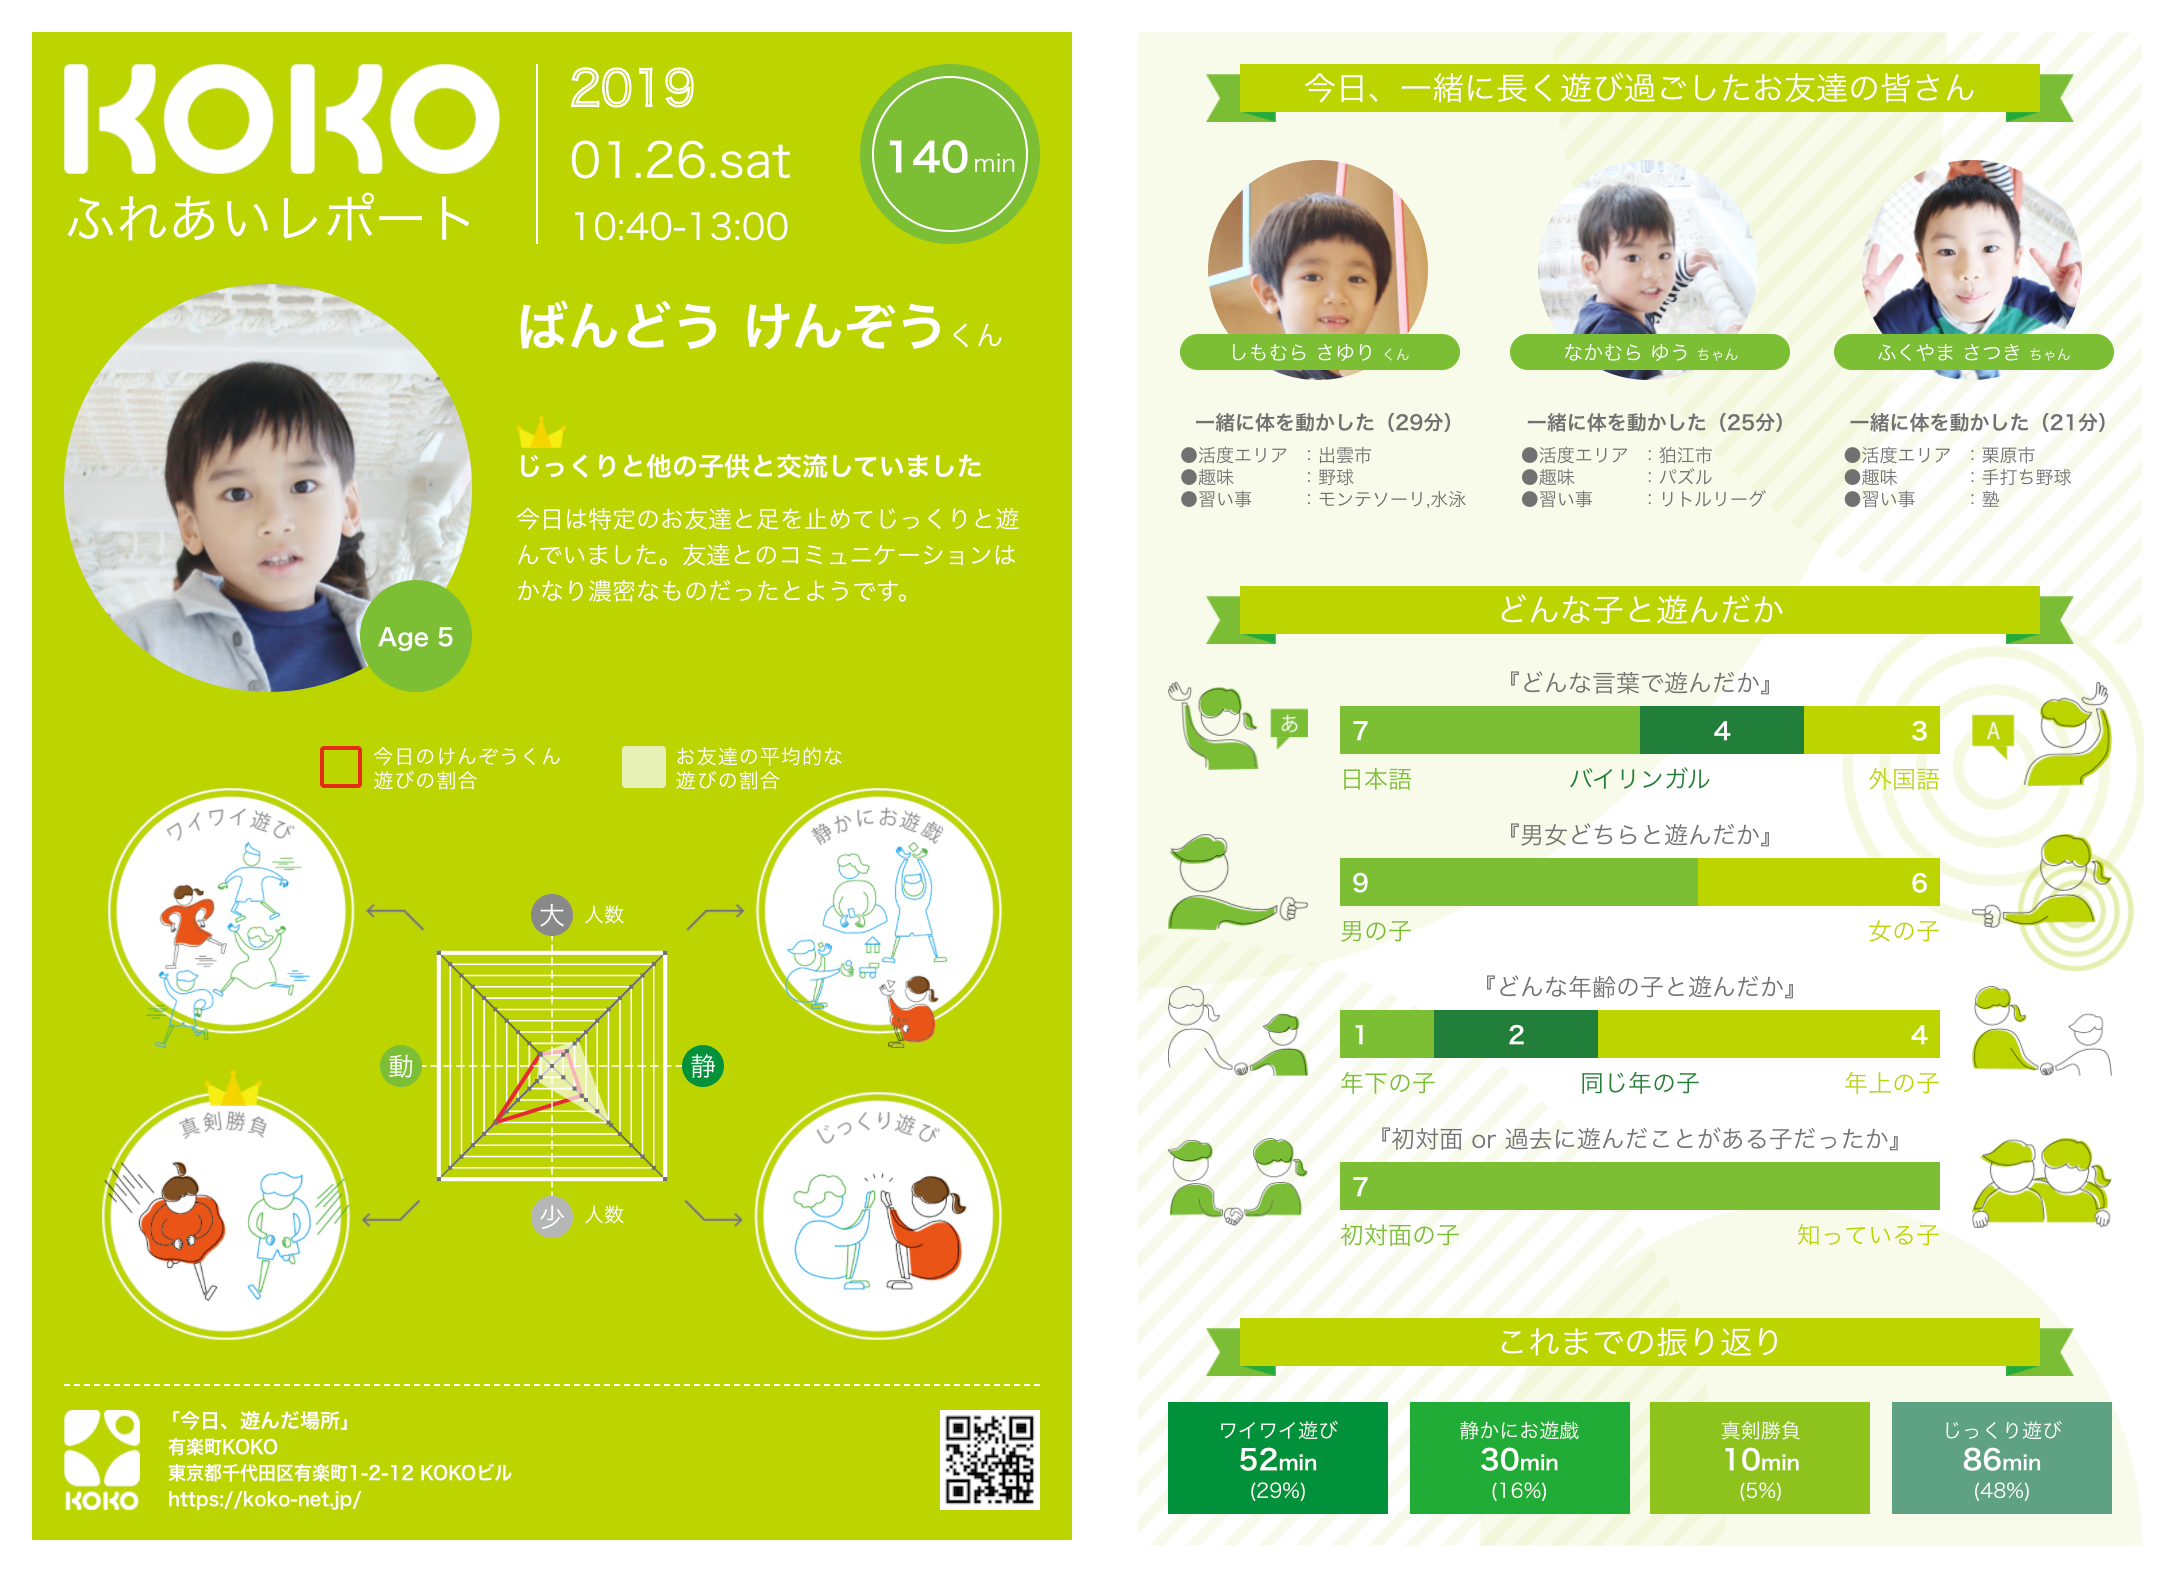 KOKO
ふれあいレポート
2019
01.26.sat
10:40-13:00
140min
ばんどう けんぞうくん
じっくりと他の子供と交流していました
今日は特定のお友達と足を止めてじっくりと遊
んでいました。友達とのコミュニケーションは
かなり濃密なものだったとようです。
Age 5
今日のけんぞうくん
遊びの割合
お友達の平均的な
遊びの割合
ワイワイ遊び
静かにお遊戯
大 人数
動
静
真剣勝負
じっくり遊び
少 人数
「今日、遊んだ場所」
有楽町KOKO
東京都千代田区有楽町1-2-12 KOKOビル
https://koko-net.jp/
KOKO
今日、一緒に長く遊び過ごしたお友達の皆さん
しもむら さゆり くん
なかむら ゆう ちゃん
ふくやま さつき ちゃん
一緒に体を動かした（29分）
●活度エリア ：出雲市
●趣味 ：野球
●習い事 ：モンテソーリ,水泳
一緒に体を動かした（25分）
●活度エリア ：狛江市
●趣味 ：パズル
●習い事 ：リトルリーグ
一緒に体を動かした（21分）
●活度エリア ：栗原市
●趣味 ：手打ち野球
●習い事 ：塾
どんな子と遊んだか
『どんな言葉で遊んだか』
あ
7 4 3
A
日本語 バイリンガル 外国語
『男女どちらと遊んだか』
9 6
男の子 女の子
『どんな年齢の子と遊んだか』
1 2 4
年下の子 同じ年の子 年上の子
『初対面 or 過去に遊んだことがある子だったか』
7
初対面の子 知っている子
これまでの振り返り
ワイワイ遊び
52min
(29%)
静かにお遊戯
30min
(16%)
真剣勝負
10min
(5%)
じっくり遊び
86min
(48%)